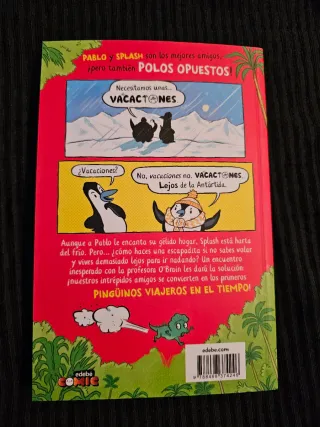 PABLO y SPLASH son los mejores amigos,
¡pero también POLOS OPUESTOS!
Necesitamos unas...
VACACIONES.
¿Vacaciones?
No, vacaciones no. VACACIONES.
Lejos de la Antártida.
Aunque a Pablo le encanta su gélido hogar, Splash está harta
del frío. Pero... ¿cómo haces una escapadita si no sabes volar
y vives demasiado lejos para ir nadando? Un encuentro
inesperado con la profesora O'Brain les dará la solución:
¡nuestros intrépidos amigos se convierten en los primeros
PINGÜINOS VIAJEROS EN EL TIEMPO!
edebé
COMIC
edebe.com